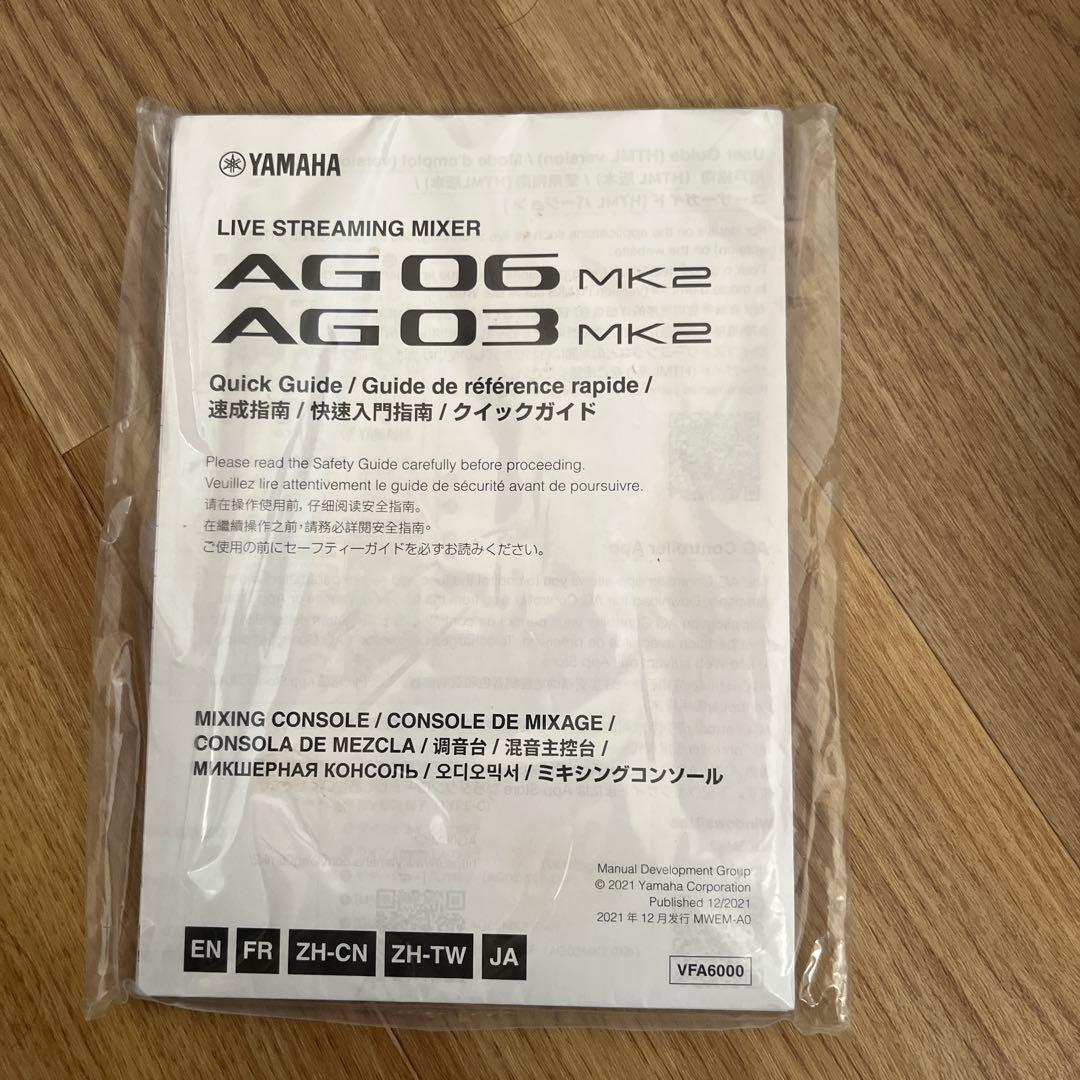 YAMAHA
LIVE STREAMING MIXER
AG 06 MK2
AG 03 MK2
Quick Guide / Guide de référence rapide /
速成指南 / 快速入門指南 / クイックガイド
Please read the Safety Guide carefully before proceeding.
Veuillez lire attentivement le guide de sécurité avant de poursuivre.
请在操作使用前，仔细阅读安全指南。
在繼續操作之前，請務必詳閱安全指南。
ご使用の前にセーフティーガイドを必ずお読みください。
MIXING CONSOLE / CONSOLE DE MIXAGE /
CONSOLA DE MEZCLA / 调音台 / 混音主控台 /
МИКШЕРНАЯ КОНСОЛЬ / 오디오믹서 / ミキシングコンソール
Manual Development Group
© 2021 Yamaha Corporation
Published 12/2021
2021 年 12 月发行 MWEM-A0
EN FR ZH-CN ZH-TW JA
VFA6000